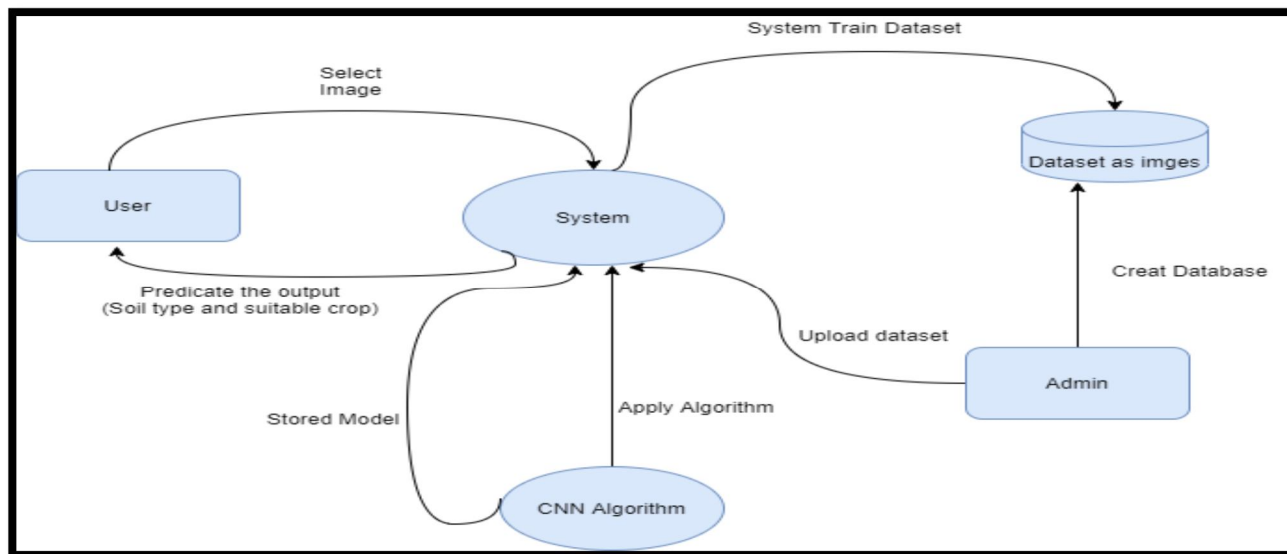 System Train Dataset
Select
Image
Dataset as imges
User
System
Creat Database
Predicate the output
(Soil type and suitable crop)
Upload dataset
Admin
Stored Model
Apply Algorithm
CNN Algorithm